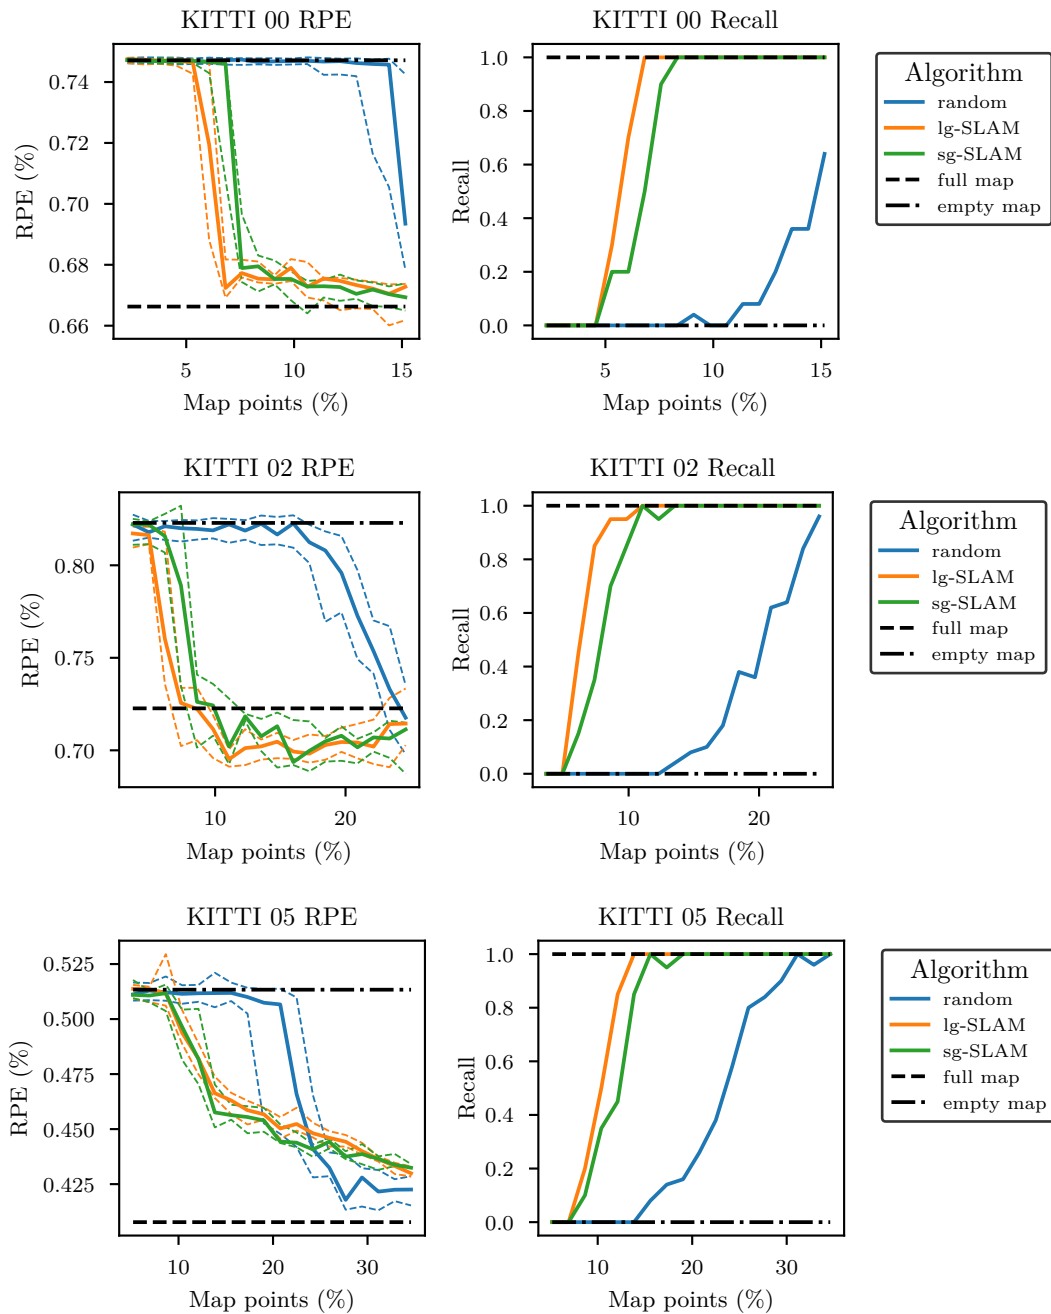 KITTI 00 RPE
0.74
0.72
0.70
0.68
0.66
RPE (%)
5
10
15
Map points (%)
KITTI 00 Recall
1.0
0.8
0.6
0.4
0.2
0.0
Recall
5
10
15
Map points (%)
Algorithm
random
lg-SLAM
sg-SLAM
full map
empty map
KITTI 02 RPE
0.80
0.75
0.70
RPE (%)
10
20
Map points (%)
KITTI 02 Recall
1.0
0.8
0.6
0.4
0.2
0.0
Recall
10
20
Map points (%)
Algorithm
random
lg-SLAM
sg-SLAM
full map
empty map
KITTI 05 RPE
0.525
0.500
0.475
0.450
0.425
RPE (%)
10
20
30
Map points (%)
KITTI 05 Recall
1.0
0.8
0.6
0.4
0.2
0.0
Recall
10
20
30
Map points (%)
Algorithm
random
lg-SLAM
sg-SLAM
full map
empty map